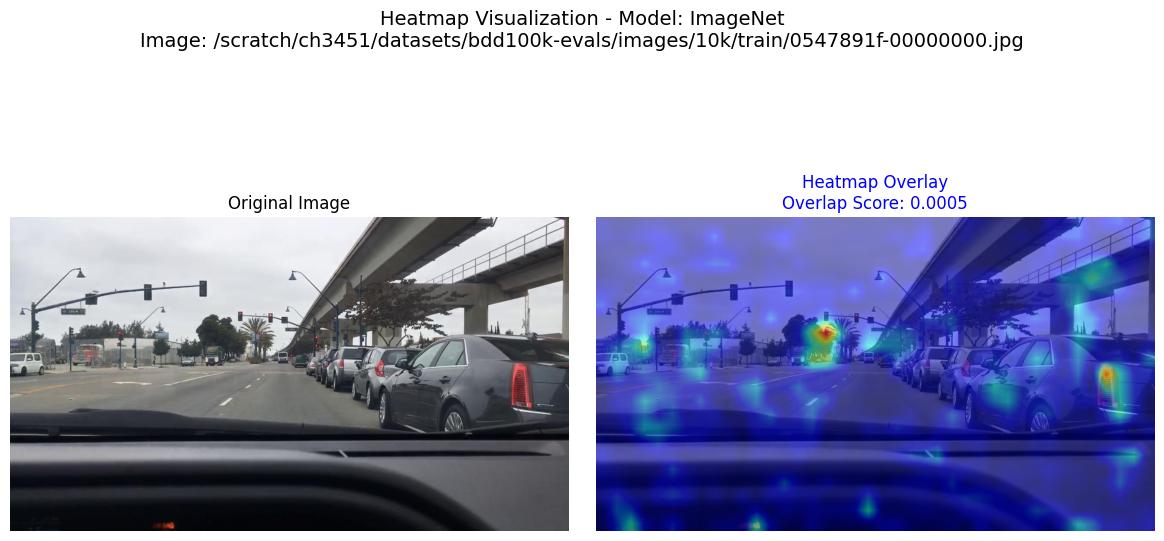 Heatmap Visualization - Model: ImageNet
Image: /scratch/ch3451/datasets/bdd100k-evals/images/10k/train/0547891f-00000000.jpg
Original Image
Heatmap Overlay
Overlap Score: 0.0005